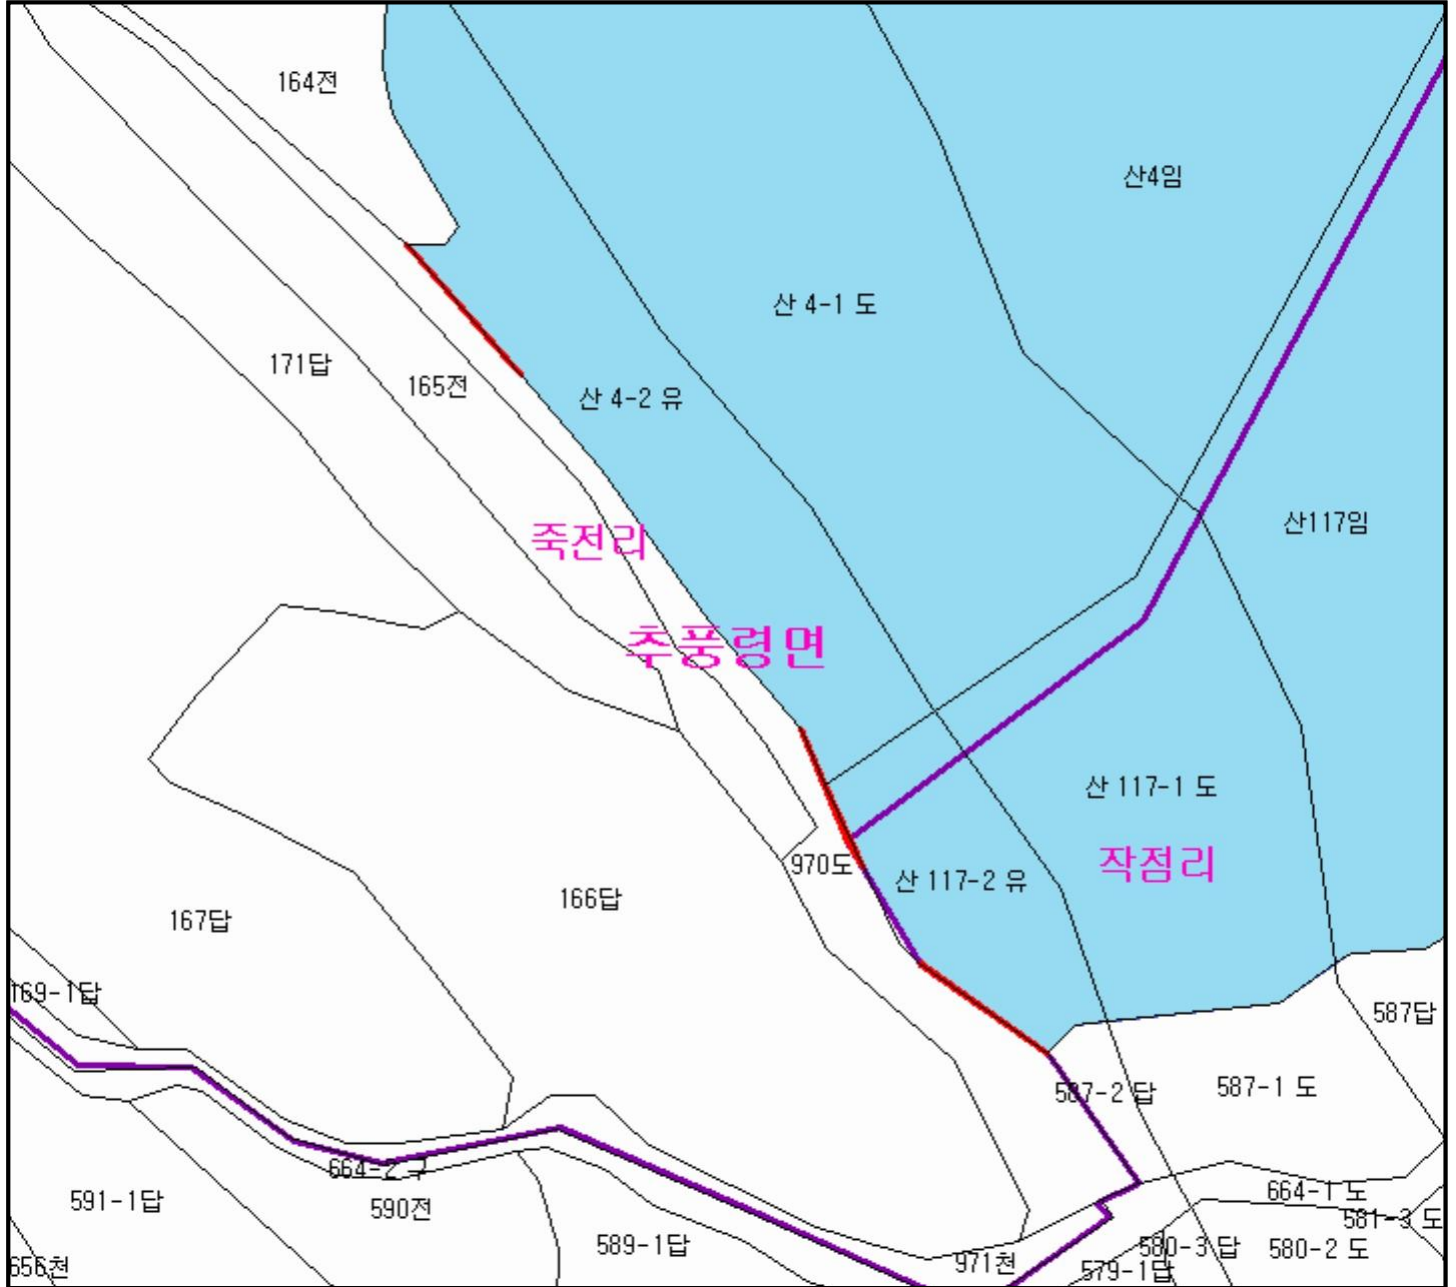 164전
산4임
산 4-1 도
171답
165전
산 4-2 유
산117임
죽전리
추풍령면
산 117-1 도
970도
산 117-2 유
작점리
166답
167답
169-1답
587답
587-2 답
587-1 도
664-2 구
591-1답
590전
664-1 도
581-3 도
589-1답
580-3 답
580-2 도
971천
579-1답
656천